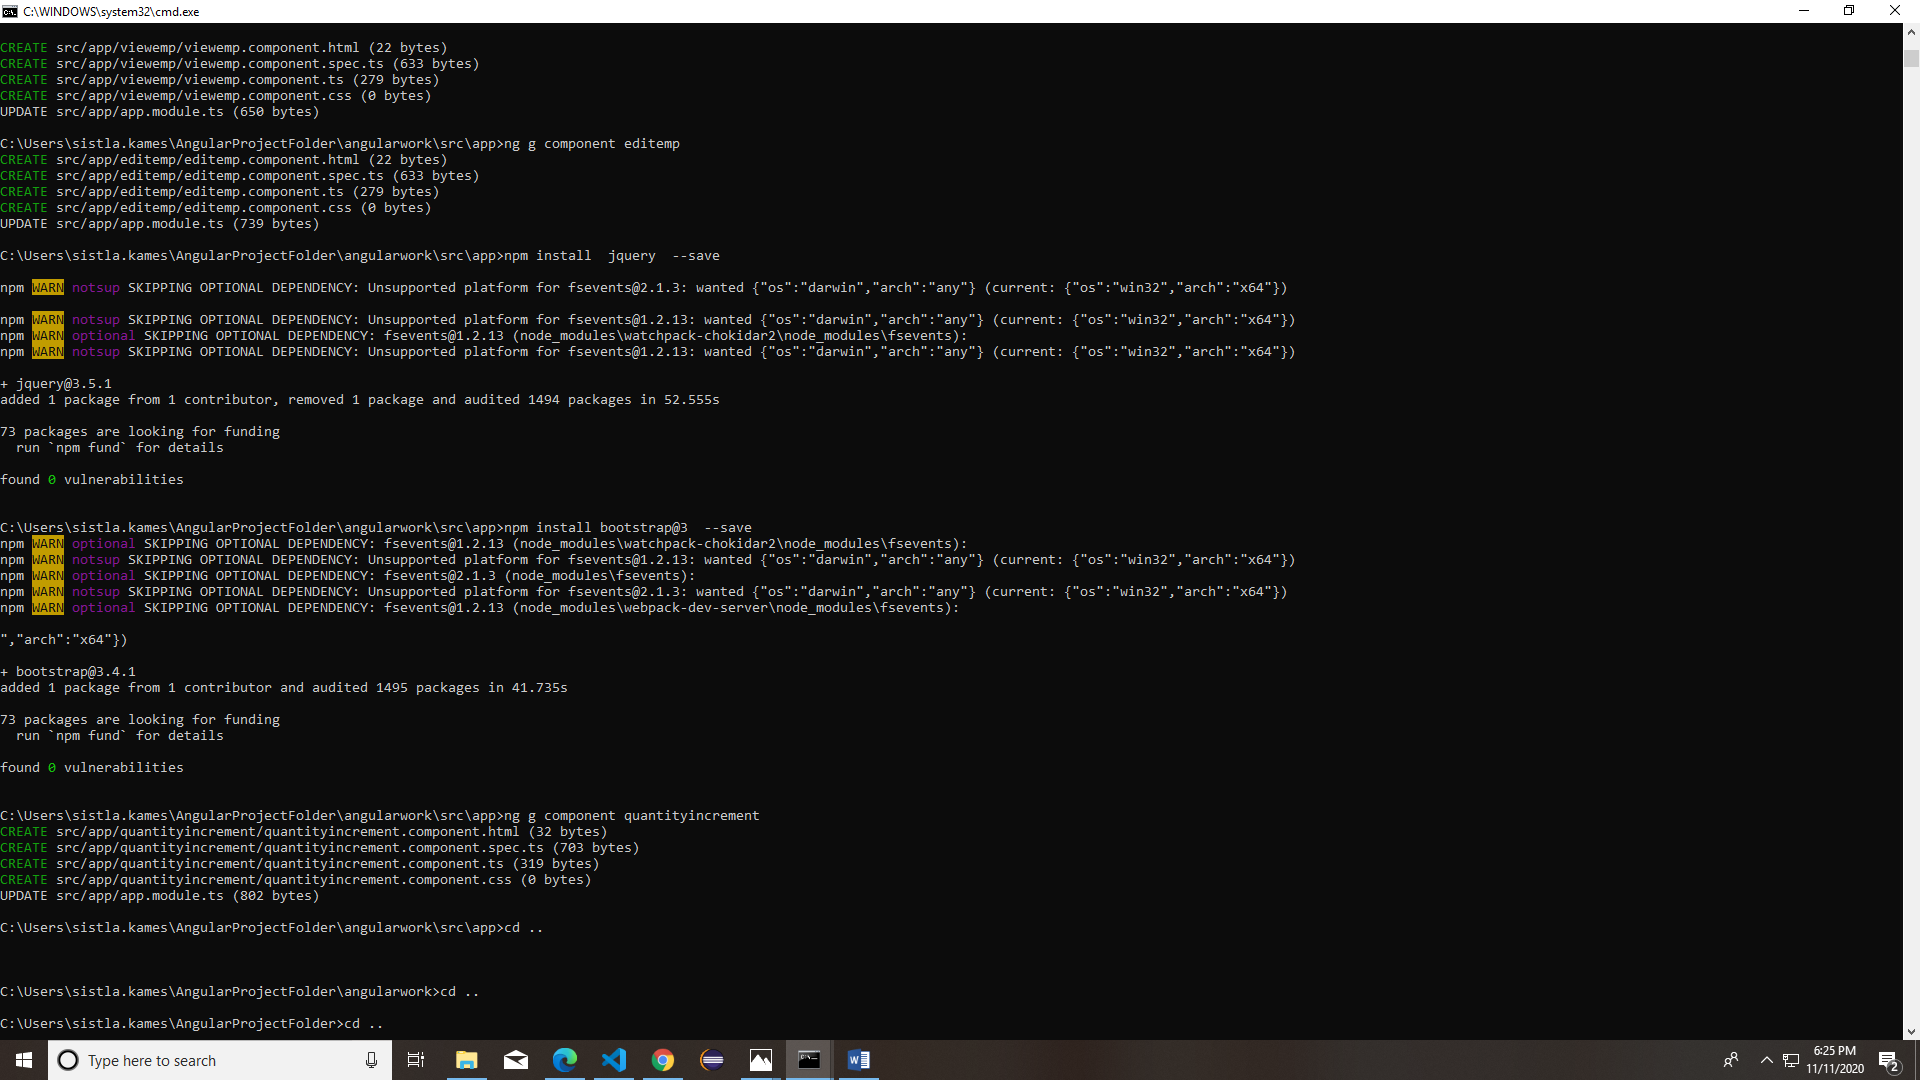 C:\WINDOWS\system32\cmd.exe
CREATE src/app/viewemp/viewemp.component.html (22 bytes)
CREATE src/app/viewemp/viewemp.component.spec.ts (633 bytes)
CREATE src/app/viewemp/viewemp.component.ts (279 bytes)
CREATE src/app/viewemp/viewemp.component.css (0 bytes)
UPDATE src/app/app.module.ts (650 bytes)
C:\Users\sistla.kames\AngularProjectFolder\angularwork\src\app>ng g component editemp
CREATE src/app/editemp/editemp.component.html (22 bytes)
CREATE src/app/editemp/editemp.component.spec.ts (633 bytes)
CREATE src/app/editemp/editemp.component.ts (279 bytes)
CREATE src/app/editemp/editemp.component.css (0 bytes)
UPDATE src/app/app.module.ts (739 bytes)
C:\Users\sistla.kames\AngularProjectFolder\angularwork\src\app>npm install  jquery  --save
npm WARN notsup SKIPPING OPTIONAL DEPENDENCY: Unsupported platform for fsevents@2.1.3: wanted {"os":"darwin","arch":"any"} (current: {"os":"win32","arch":"x64"})
npm WARN notsup SKIPPING OPTIONAL DEPENDENCY: Unsupported platform for fsevents@1.2.13: wanted {"os":"darwin","arch":"any"} (current: {"os":"win32","arch":"x64"})
npm WARN optional SKIPPING OPTIONAL DEPENDENCY: fsevents@1.2.13 (node_modules\watchpack-chokidar2\node_modules\fsevents):
npm WARN notsup SKIPPING OPTIONAL DEPENDENCY: Unsupported platform for fsevents@1.2.13: wanted {"os":"darwin","arch":"any"} (current: {"os":"win32","arch":"x64"})
+ jquery@3.5.1
added 1 package from 1 contributor, removed 1 package and audited 1494 packages in 52.555s
73 packages are looking for funding
  run `npm fund` for details
found 0 vulnerabilities
C:\Users\sistla.kames\AngularProjectFolder\angularwork\src\app>npm install bootstrap@3  --save
npm WARN optional SKIPPING OPTIONAL DEPENDENCY: fsevents@1.2.13 (node_modules\watchpack-chokidar2\node_modules\fsevents):
npm WARN notsup SKIPPING OPTIONAL DEPENDENCY: Unsupported platform for fsevents@1.2.13: wanted {"os":"darwin","arch":"any"} (current: {"os":"win32","arch":"x64"})
npm WARN optional SKIPPING OPTIONAL DEPENDENCY: fsevents@2.1.3 (node_modules\fsevents):
npm WARN notsup SKIPPING OPTIONAL DEPENDENCY: Unsupported platform for fsevents@2.1.3: wanted {"os":"darwin","arch":"any"} (current: {"os":"win32","arch":"x64"})
npm WARN optional SKIPPING OPTIONAL DEPENDENCY: fsevents@1.2.13 (node_modules\webpack-dev-server\node_modules\fsevents):
","arch":"x64"})
+ bootstrap@3.4.1
added 1 package from 1 contributor and audited 1495 packages in 41.735s
73 packages are looking for funding
  run `npm fund` for details
found 0 vulnerabilities
C:\Users\sistla.kames\AngularProjectFolder\angularwork\src\app>ng g component quantityincrement
CREATE src/app/quantityincrement/quantityincrement.component.html (32 bytes)
CREATE src/app/quantityincrement/quantityincrement.component.spec.ts (703 bytes)
CREATE src/app/quantityincrement/quantityincrement.component.ts (319 bytes)
CREATE src/app/quantityincrement/quantityincrement.component.css (0 bytes)
UPDATE src/app/app.module.ts (802 bytes)
C:\Users\sistla.kames\AngularProjectFolder\angularwork\src\app>cd ..
C:\Users\sistla.kames\AngularProjectFolder\angularwork>cd ..
C:\Users\sistla.kames\AngularProjectFolder>cd ..
Type here to search
6:25 PM
11/11/2020
2